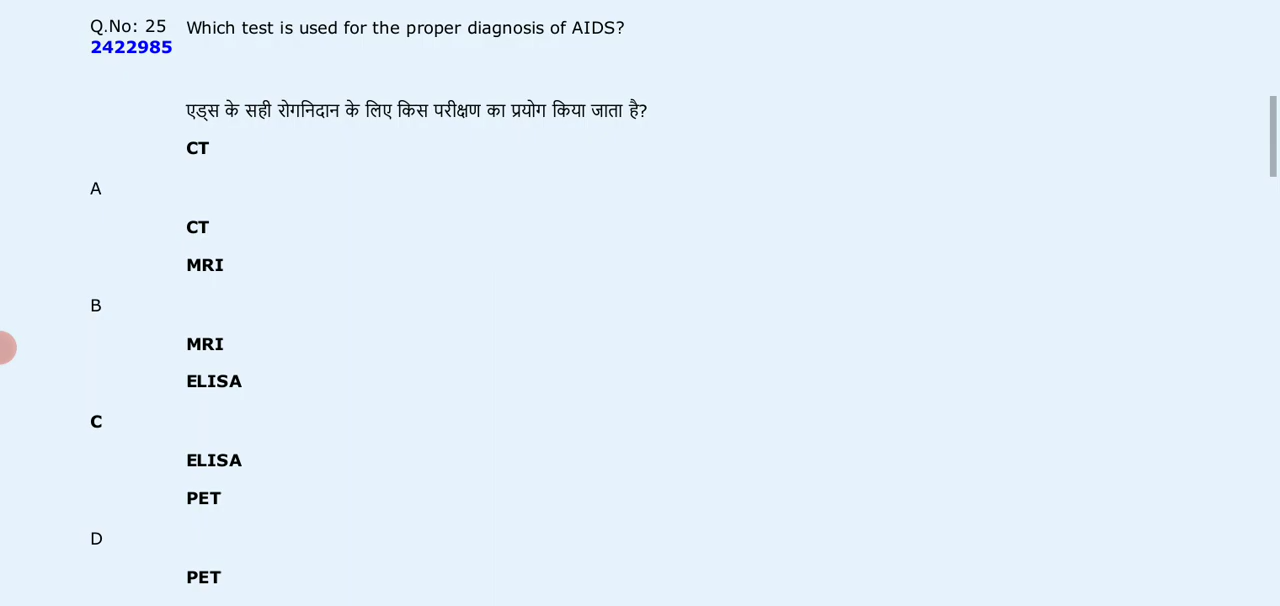 Q.No: 25 Which test is used for the proper diagnosis of AIDS?
2422985
एड्स के सही रोगनिदान के लिए किस परीक्षण का प्रयोग किया जाता है?
CT
A
CT
MRI
B
MRI
ELISA
C
ELISA
PET
D
PET